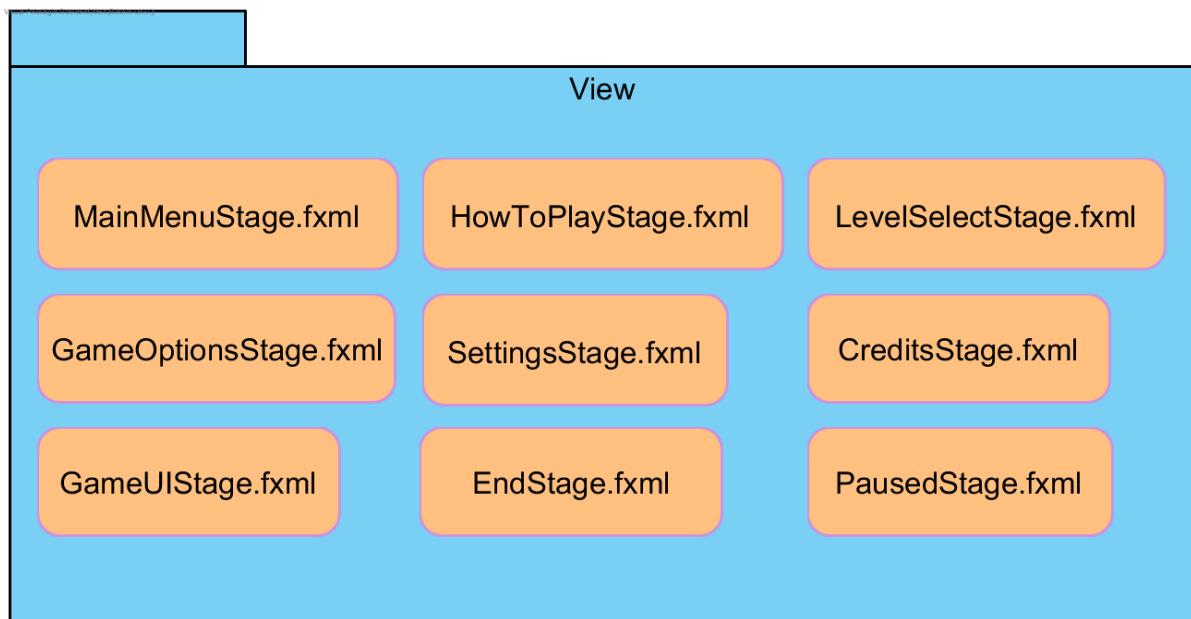 View
MainMenuStage.fxml
HowToPlayStage.fxml
LevelSelectStage.fxml
GameOptionsStage.fxml
SettingsStage.fxml
CreditsStage.fxml
GameUIStage.fxml
EndStage.fxml
PausedStage.fxml